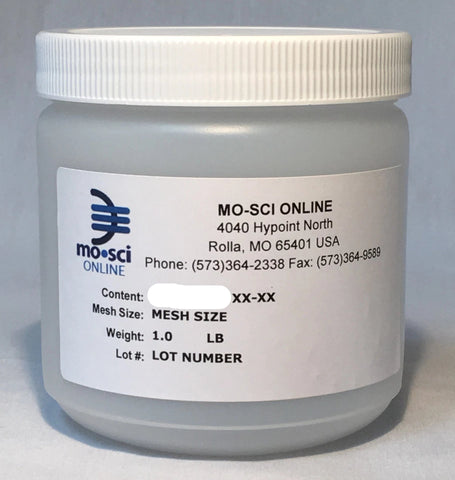 mo•sci
ONLINE
MO-SCI ONLINE
4040 Hypoint North
Rolla, MO 65401 USA
Phone: (573)364-2338 Fax: (573)364-9589
Content: XX-XX
Mesh Size: MESH SIZE
Weight: 1.0 LB
Lot #: LOT NUMBER